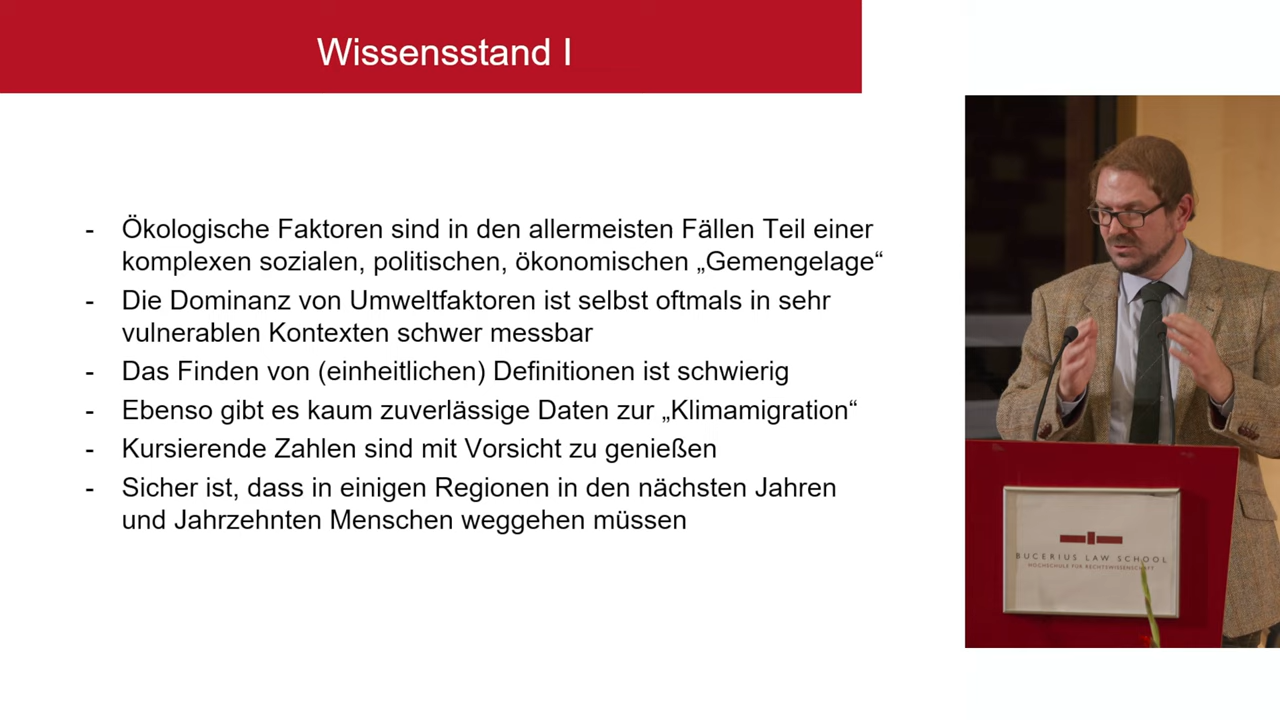 Wissensstand I
- Ökologische Faktoren sind in den allermeisten Fällen Teil einer
komplexen sozialen, politischen, ökonomischen „Gemengelage“
- Die Dominanz von Umweltfaktoren ist selbst oftmals in sehr
vulnerablen Kontexten schwer messbar
- Das Finden von (einheitlichen) Definitionen ist schwierig
- Ebenso gibt es kaum zuverlässige Daten zur „Klimamigration“
- Kursierende Zahlen sind mit Vorsicht zu genießen
- Sicher ist, dass in einigen Regionen in den nächsten Jahren
und Jahrzehnten Menschen weggehen müssen
BUCERIUS LAW SCHOOL
HOCHSCHULE FÜR RECHTSWISSENSCHAFT